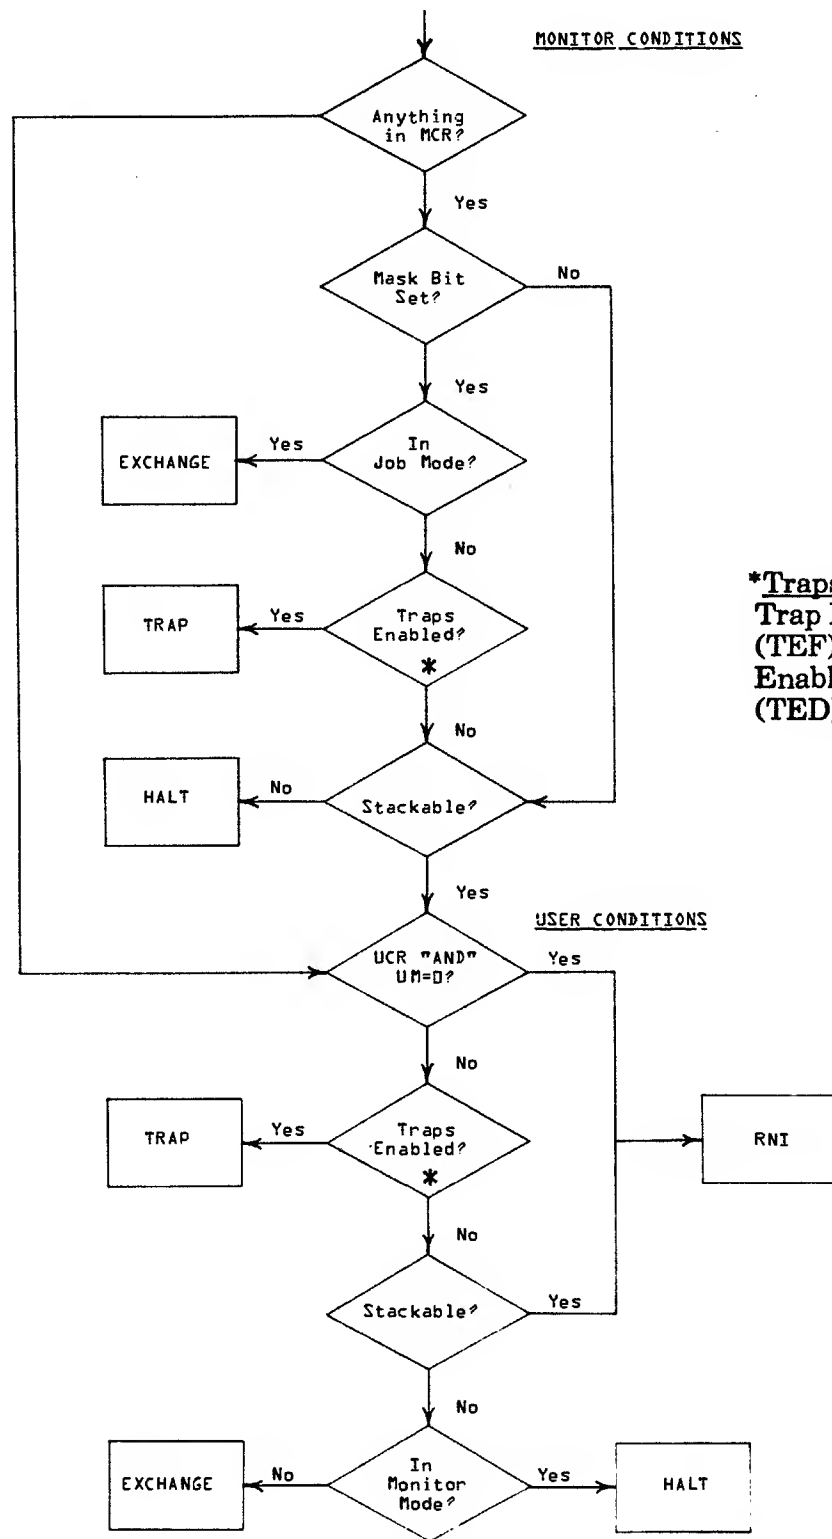 MONITOR CONDITIONS
Anything
in MCR?
Yes
Mask Bit
Set?
No
Yes
In
Job Mode?
Yes
EXCHANGE
No
Traps
Enabled?
*
Yes
TRAP
No
*Traps
Trap
(TEF)
Enabl
(TED)
Stackable?
No
HALT
Yes
USER CONDITIONS
UCR "AND"
UM=0?
Yes
No
Traps
Enabled?
*
Yes
TRAP
RNI
No
Stackable?
Yes
No
In
Monitor
Mode?
No
EXCHANGE
Yes
HALT